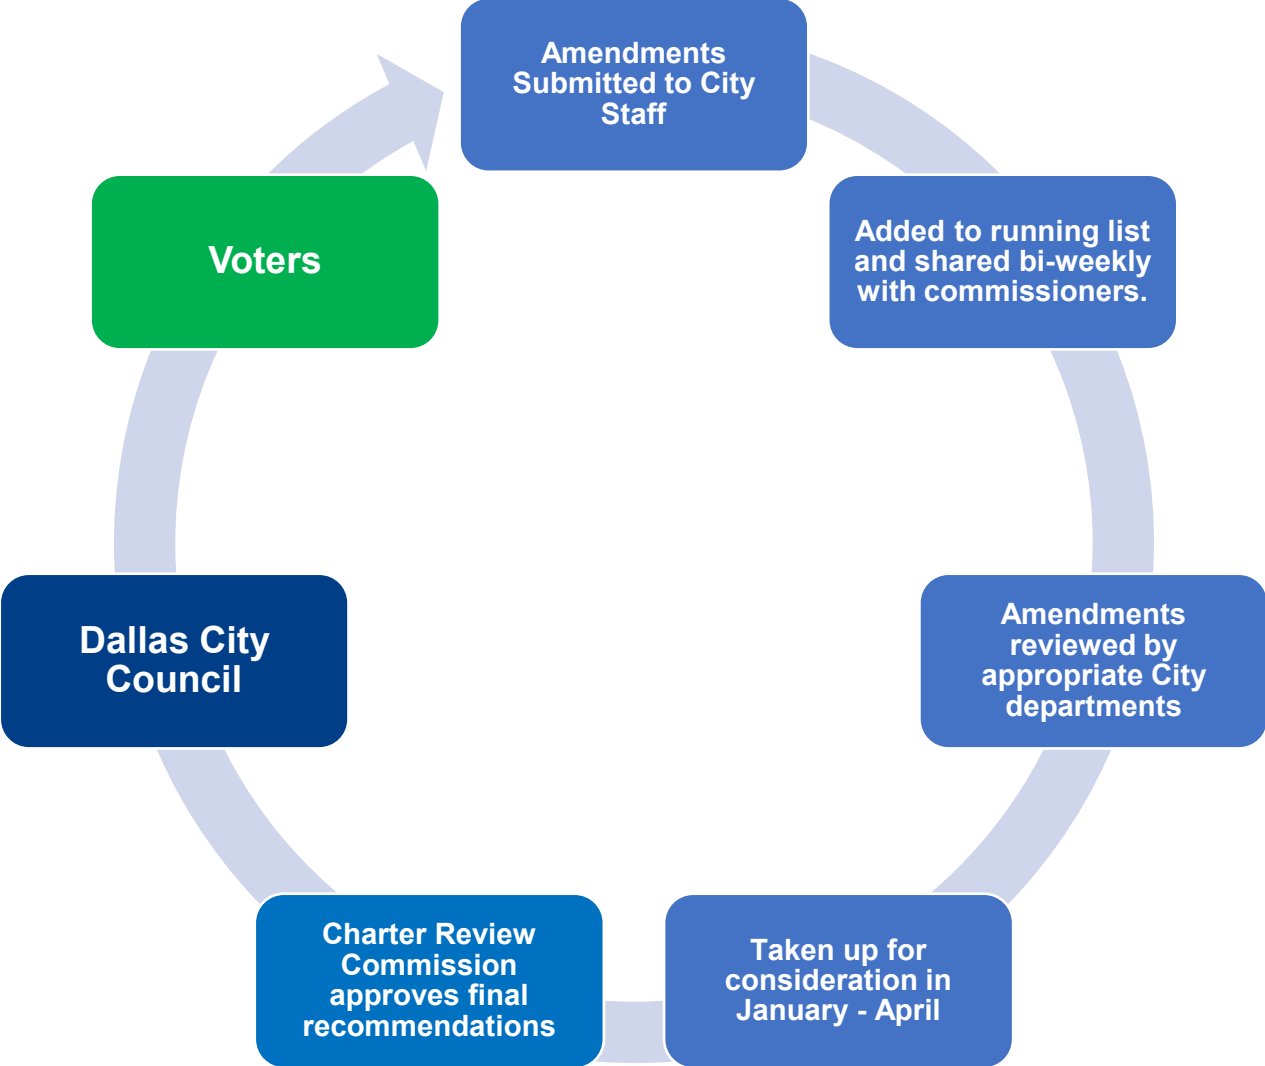 Amendments
Submitted to City
Staff
Added to running list
and shared bi-weekly
with commissioners.
Amendments
reviewed by
appropriate City
departments
Taken up for
consideration in
January - April
Charter Review
Commission
approves final
recommendations
Dallas City
Council
Voters